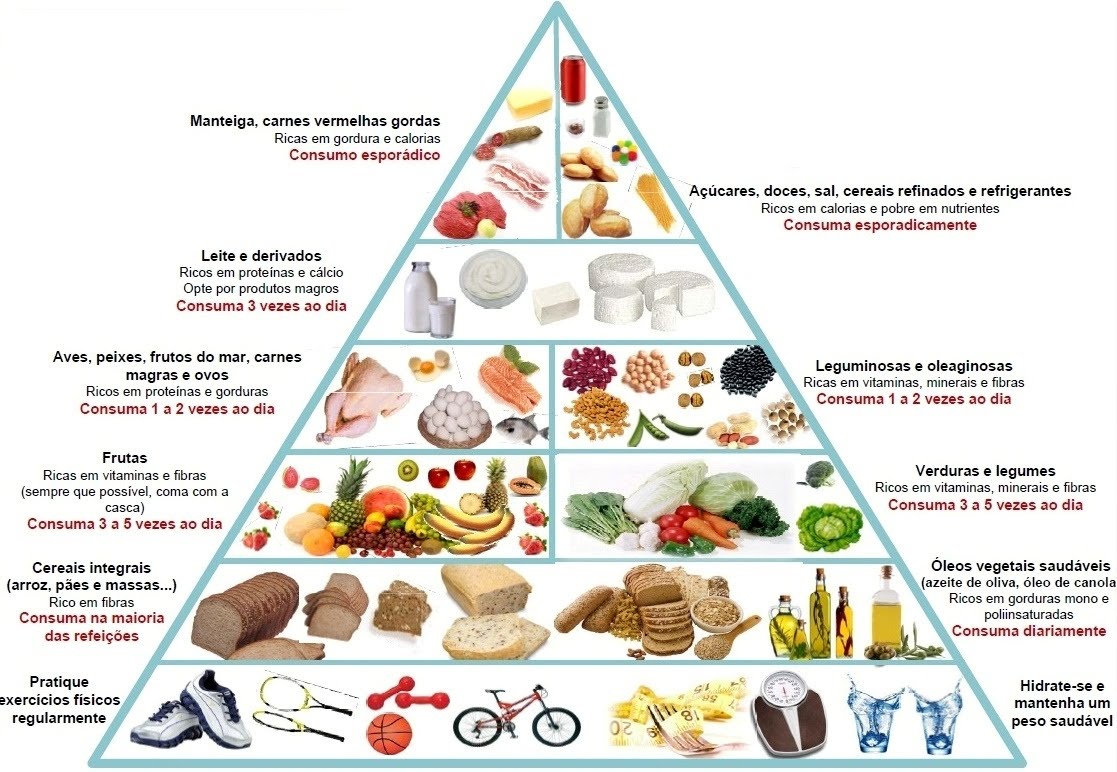 Manteiga, carnes vermelhas gordas
Ricas em gordura e calorias
Consumo esporádico
Açúcares, doces, sal, cereais refinados e refrigerantes
Ricos em calorias e pobre em nutrientes
Consuma esporadicamente
Leite e derivados
Ricos em proteínas e cálcio
Opte por produtos magros
Consuma 3 vezes ao dia
Aves, peixes, frutos do mar, carnes
magras e ovos
Ricos em proteínas e gorduras
Consuma 1 a 2 vezes ao dia
Leguminosas e oleaginosas
Ricas em vitaminas, minerais e fibras
Consuma 1 a 2 vezes ao dia
Frutas
Ricas em vitaminas e fibras
(sempre que possível, coma com a
casca)
Consuma 3 a 5 vezes ao dia
Verduras e legumes
Ricos em vitaminas, minerais e fibras
Consuma 3 a 5 vezes ao dia
Cereais integrais
(arroz, pães e massas...)
Rico em fibras
Consuma na maioria
das refeições
Óleos vegetais saudáveis
(azeite de oliva, óleo de canola
Ricos em gorduras mono e
poliinsaturadas
Consuma diariamente
Pratique
exercícios físicos
regularmente
Hidrate-se e
mantenha um
peso saudável